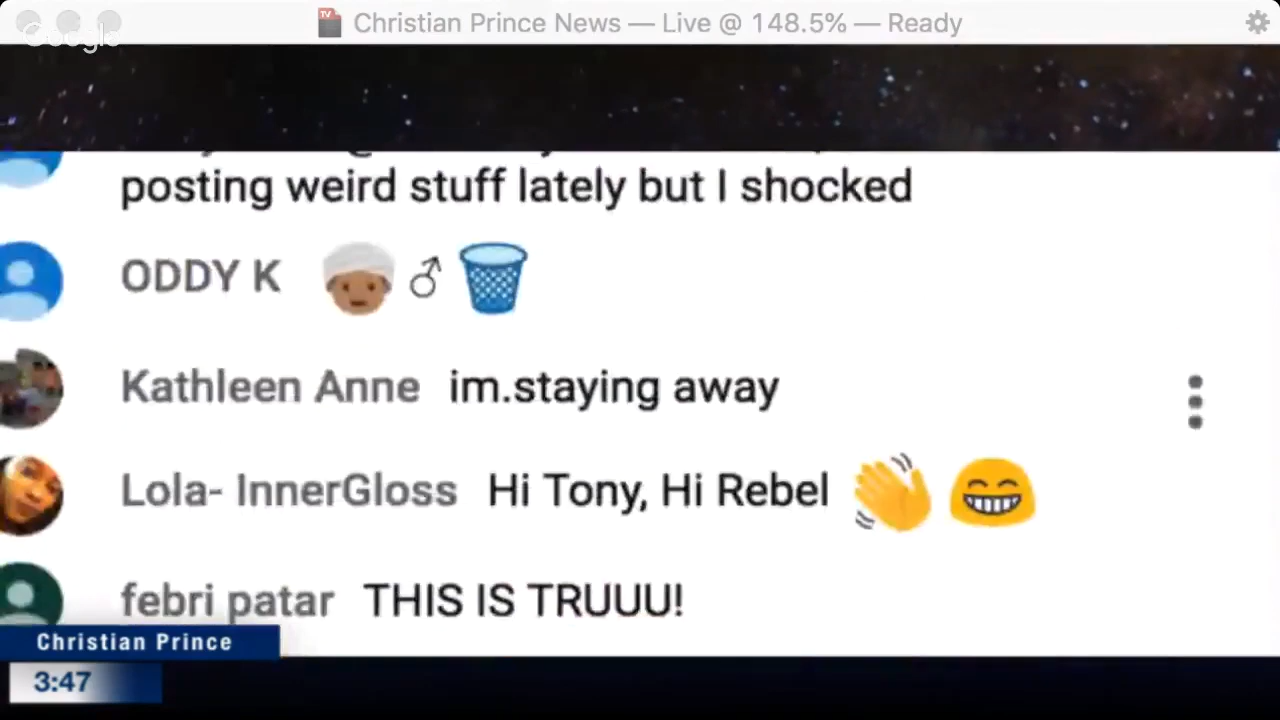 Christian Prince News — Live @ 148.5% — Ready
Google
posting weird stuff lately but I shocked
ODDY K
Kathleen Anne im.staying away
Lola- InnerGloss Hi Tony, Hi Rebel
febri patar THIS IS TRUUU!
Christian Prince
3:47